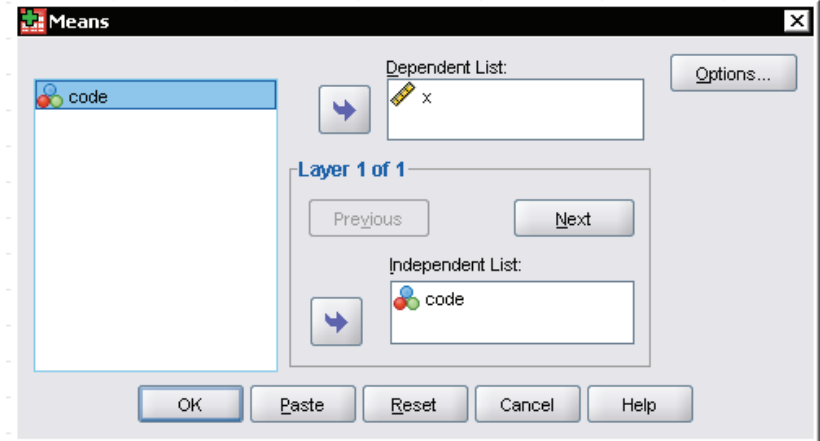 Means
Dependent List:
Options...
code
x
Layer 1 of 1
Previous
Next
Independent List:
code
OK
Paste
Reset
Cancel
Help